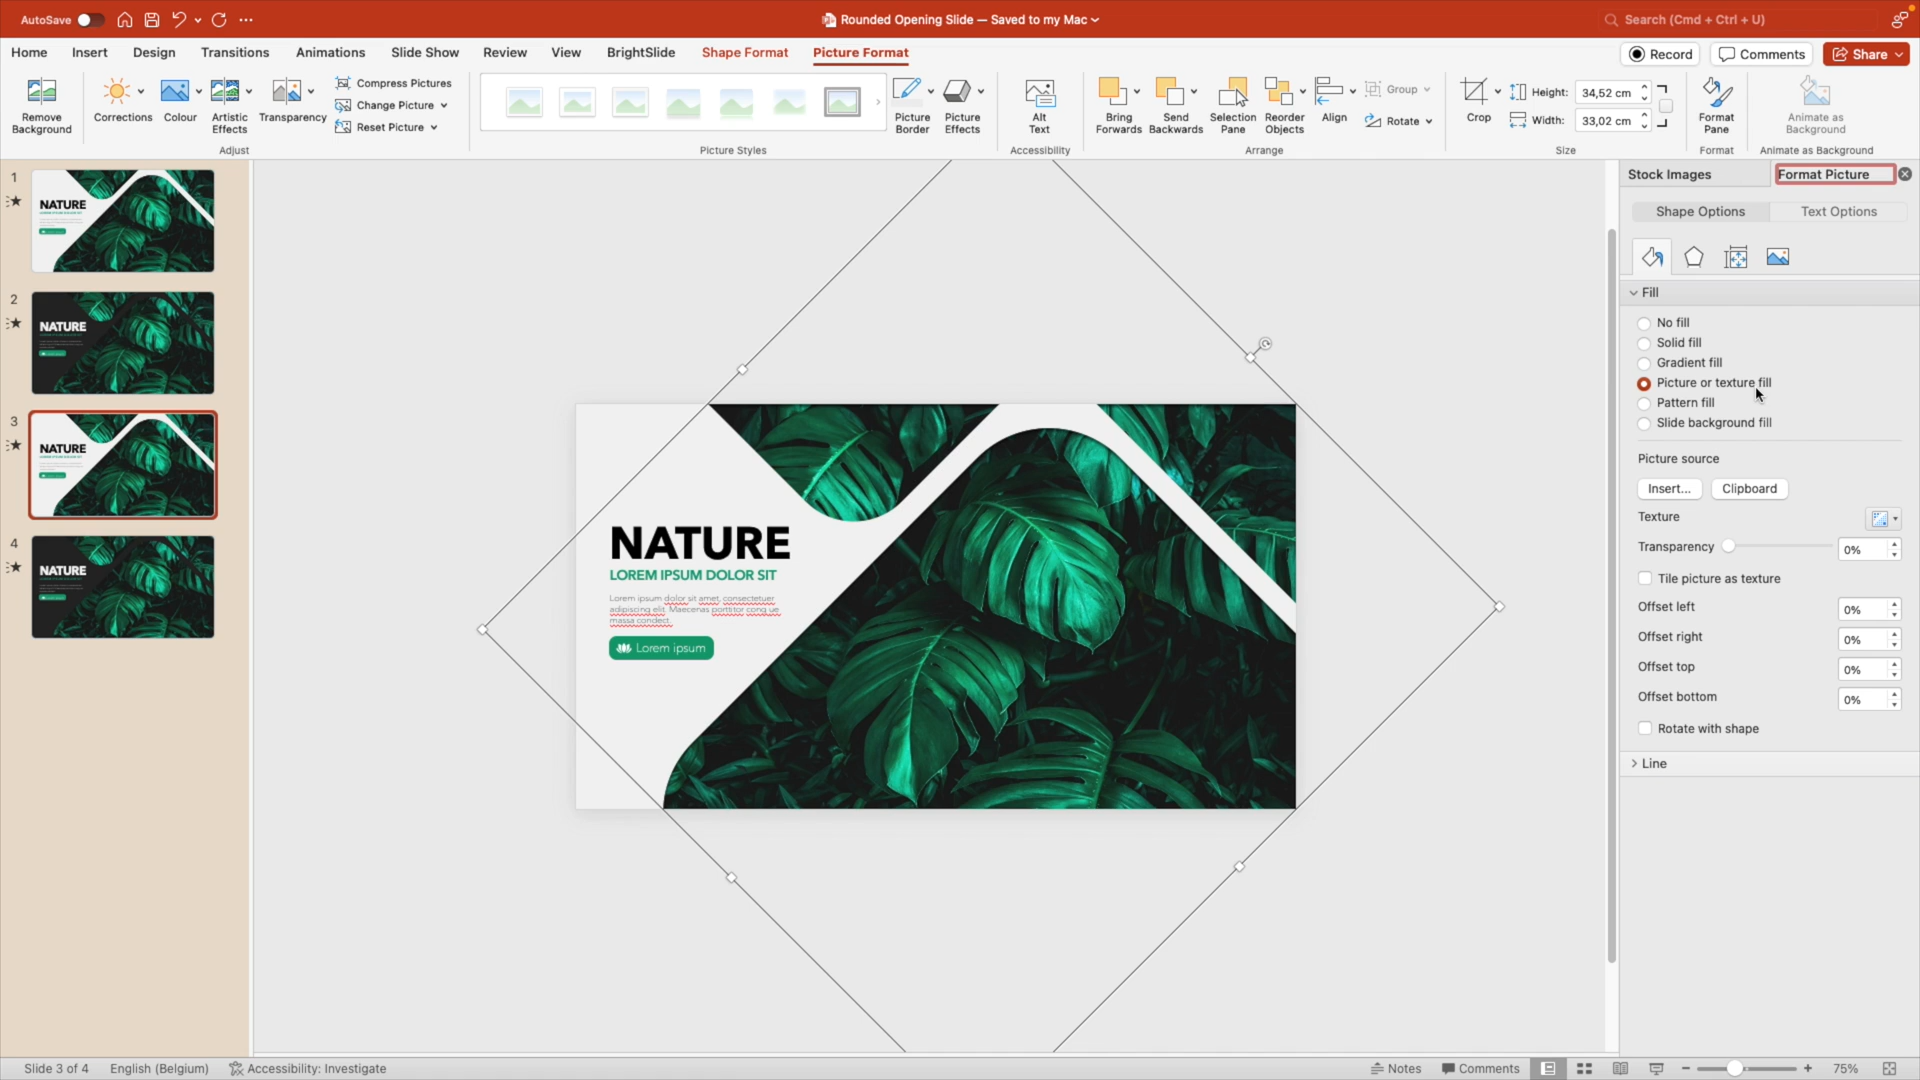 AutoSave
Rounded Opening Slide — Saved to my Mac
Search (Cmd + Ctrl + U)
Home Insert Design Transitions Animations Slide Show Review View BrightSlide Shape Format Picture Format
Record Comments Share
Remove Background
Corrections
Colour
Artistic Effects
Transparency
Compress Pictures
Change Picture
Reset Picture
Adjust
Picture Styles
Picture Border
Picture Effects
Alt Text
Accessibility
Bring Forwards
Send Backwards
Selection Pane
Reorder Objects
Align
Group
Rotate
Arrange
Crop
Height: 34,52 cm
Width: 33,02 cm
Size
Format Pane
Format
Animate as Background
Animate as Background
1
NATURE
2
NATURE
3
NATURE
4
NATURE
NATURE
LOREM IPSUM DOLOR SIT
Lorem ipsum dolor sit amet, consectetuer
adipiscing elit. Maecenas porttitor cong ue
massa condect.
Lorem ipsum
Stock Images Format Picture
Shape Options Text Options
Fill
No fill
Solid fill
Gradient fill
Picture or texture fill
Pattern fill
Slide background fill
Picture source
Insert... Clipboard
Texture
Transparency 0%
Tile picture as texture
Offset left 0%
Offset right 0%
Offset top 0%
Offset bottom 0%
Rotate with shape
Line
Slide 3 of 4 English (Belgium) Accessibility: Investigate
Notes Comments 75%